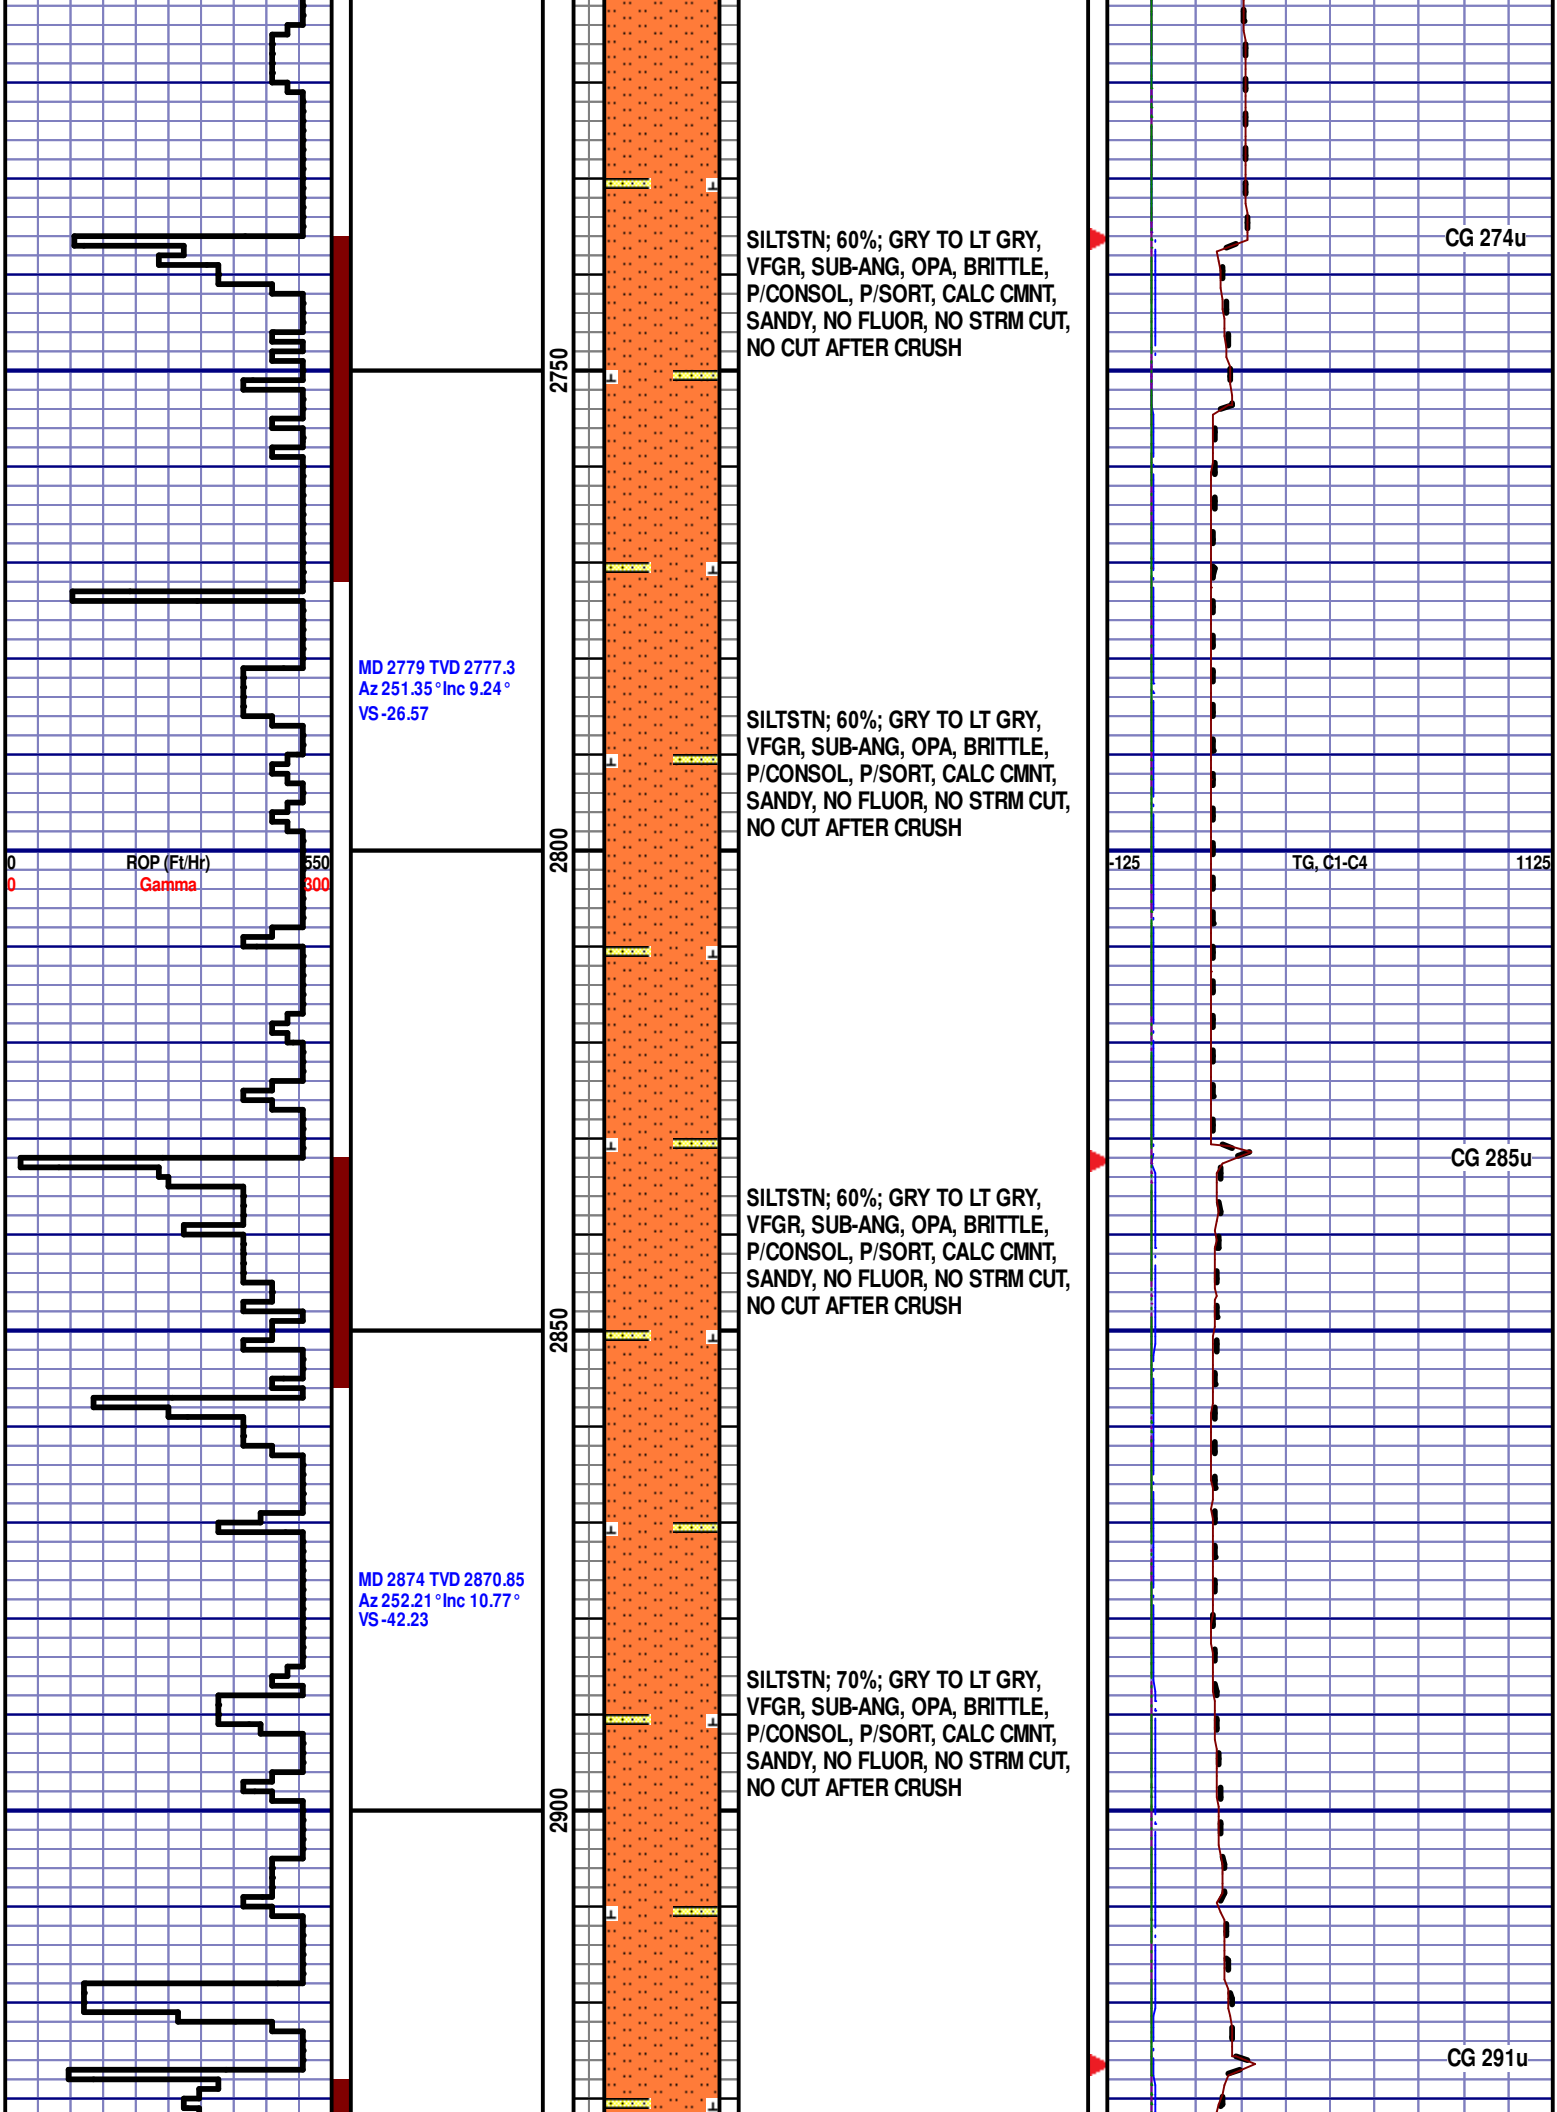 SILTSTN; 60%; GRY TO LT GRY,
VFGR, SUB-ANG, OPA, BRITTLE,
P/CONSOL, P/SORT, CALC CMNT,
SANDY, NO FLUOR, NO STRM CUT,
NO CUT AFTER CRUSH
CG 274u
2750
MD 2779 TVD 2777.3
Az 251.35° Inc 9.24°
VS -26.57
SILTSTN; 60%; GRY TO LT GRY,
VFGR, SUB-ANG, OPA, BRITTLE,
P/CONSOL, P/SORT, CALC CMNT,
SANDY, NO FLUOR, NO STRM CUT,
NO CUT AFTER CRUSH
2800
0 ROP (Ft/Hr) 550
0 Gamma 300
-125 TG, C1-C4 1125
CG 285u
SILTSTN; 60%; GRY TO LT GRY,
VFGR, SUB-ANG, OPA, BRITTLE,
P/CONSOL, P/SORT, CALC CMNT,
SANDY, NO FLUOR, NO STRM CUT,
NO CUT AFTER CRUSH
2850
MD 2874 TVD 2870.85
Az 252.21° Inc 10.77°
VS -42.23
SILTSTN; 70%; GRY TO LT GRY,
VFGR, SUB-ANG, OPA, BRITTLE,
P/CONSOL, P/SORT, CALC CMNT,
SANDY, NO FLUOR, NO STRM CUT,
NO CUT AFTER CRUSH
2900
CG 291u